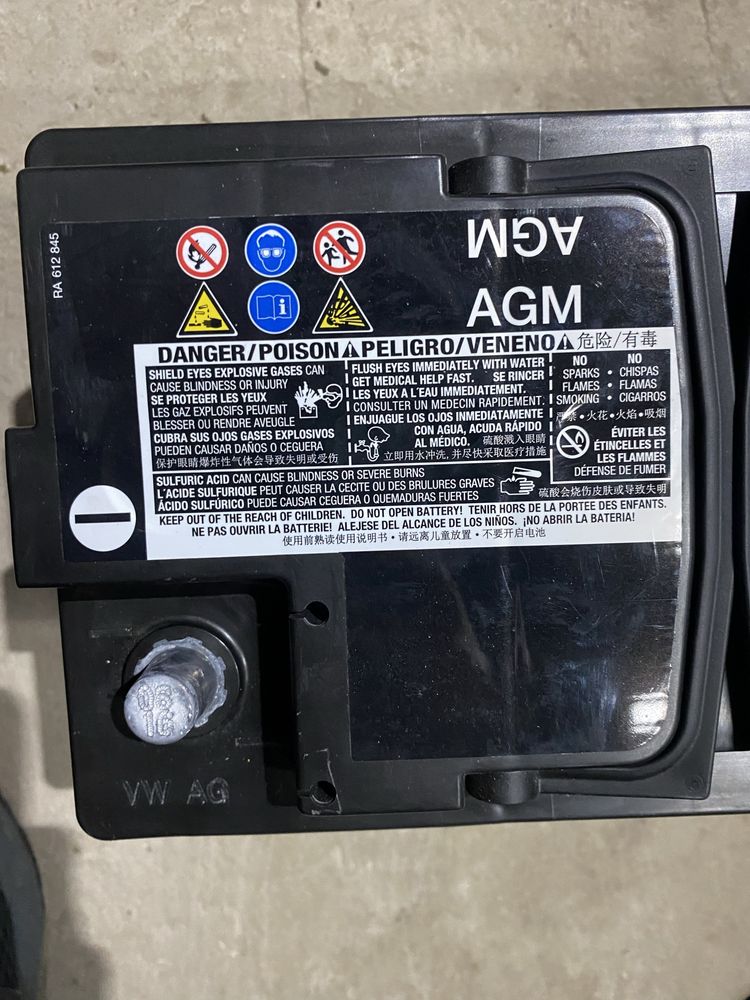 RA 612 845
AGM
AGM
DANGER/POISON PELIGRO/VENENO 危险/有毒
SHIELD EYES EXPLOSIVE GASES CAN
CAUSE BLINDNESS OR INJURY
SE PROTEGER LES YEUX
LES GAZ EXPLOSIFS PEUVENT
BLESSER OU RENDRE AVEUGLE
CUBRA SUS OJOS GASES EXPLOSIVOS
PUEDEN CAUSAR DAÑOS O CEGUERA
保护眼睛爆炸性气体会导致失明或受伤
FLUSH EYES IMMEDIATELY WITH WATER
GET MEDICAL HELP FAST. SE RINCER
LES YEUX A L'EAU IMMEDIATEMENT.
CONSULTER UN MEDECIN RAPIDEMENT.
ENJUAGUE LOS OJOS INMEDIATAMENTE
CON AGUA, ACUDA RÁPIDO
AL MÉDICO. 硫酸溅入眼睛
立即用水冲洗,并尽快采取医疗措施
NO NO
SPARKS • CHISPAS
FLAMES • FLAMAS
SMOKING • CIGARROS
严禁•火花•火焰•吸烟
ÉVITER LES
ÉTINCELLES ET
LES FLAMMES
DÉFENSE DE FUMER
SULFURIC ACID CAN CAUSE BLINDNESS OR SEVERE BURNS
L'ACIDE SULFURIQUE PEUT CAUSER LA CECITE OU DES BRULURES GRAVES
ÁCIDO SULFÚRICO PUEDE CAUSAR CEGUERA O QUEMADURAS FUERTES
硫酸会烧伤皮肤或导致失明
KEEP OUT OF THE REACH OF CHILDREN. DO NOT OPEN BATTERY! TENIR HORS DE LA PORTEE DES ENFANTS.
NE PAS OUVRIR LA BATTERIE! ALEJESE DEL ALCANCE DE LOS NIÑOS. ¡NO ABRIR LA BATERIA!
使用前熟读使用说明书•请远离儿童放置•不要开启电池
16
VW AG